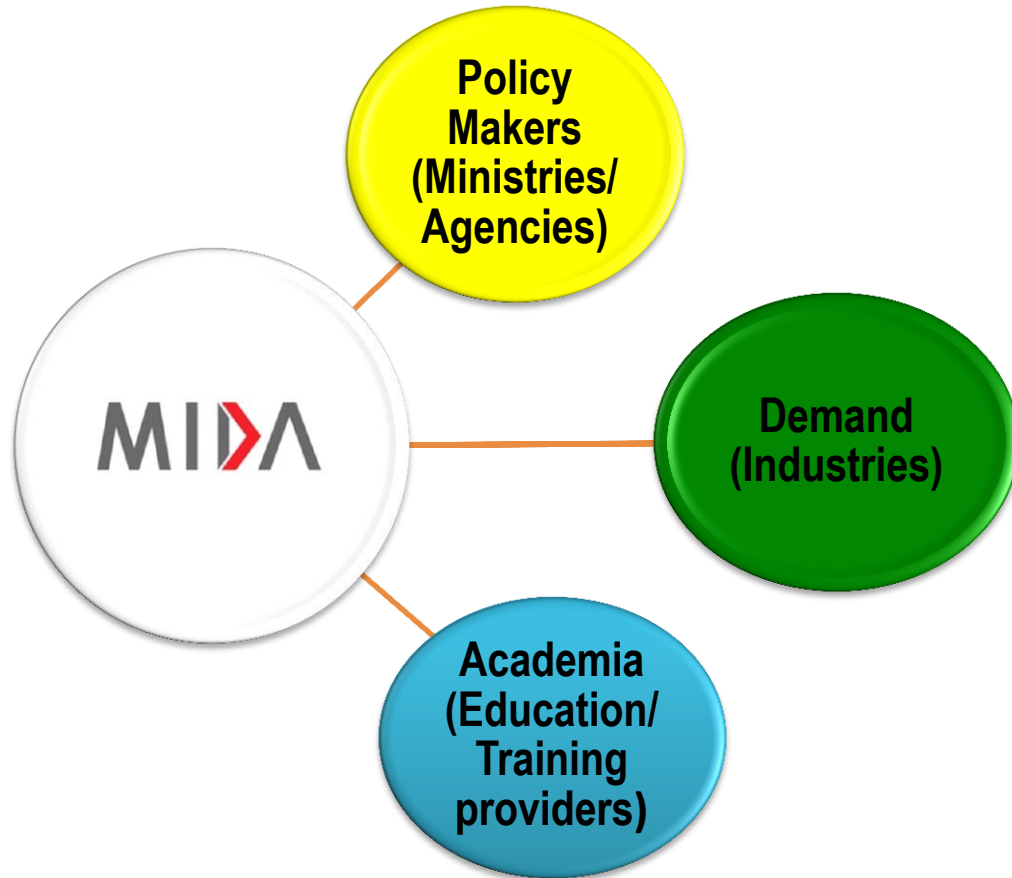 Policy
Makers
(Ministries/
Agencies)
MIDA
Demand
(Industries)
Academia
(Education/
Training
providers)